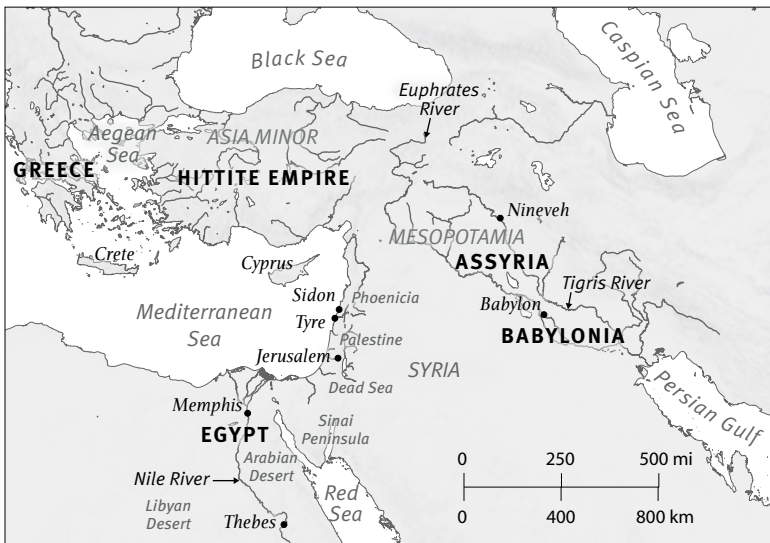 Black Sea
Caspian Sea
Euphrates
River
Aegean
Sea
ASIA MINOR
GREECE
HITTITE EMPIRE
Nineveh
MESOPOTAMIA
Crete
Cyprus
ASSYRIA
Tigris River
Sidon
Phoenicia
Mediterranean
Sea
Tyre
Babylon
BABYLONIA
Palestine
Jerusalem
SYRIA
Dead Sea
Persian Gulf
Memphis
EGYPT
Sinai
Peninsula
Arabian
Desert
Nile River
Libyan
Desert
Red
Sea
Thebes
0 250 500 mi
0 400 800 km